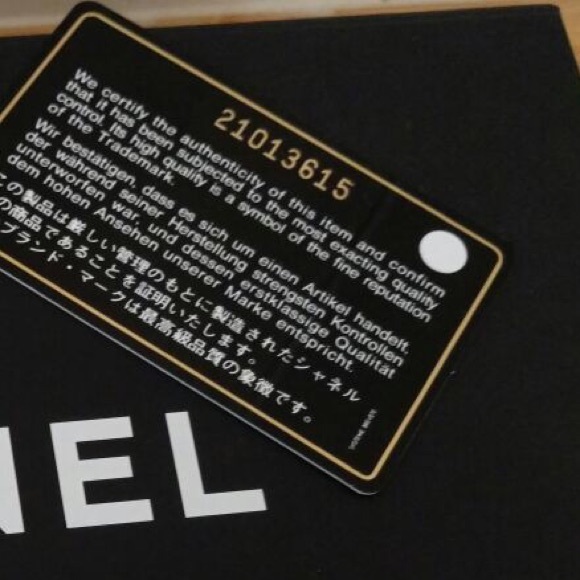 21013615
We certify the authenticity of this item and confirm
that it has been subjected to the most exacting quality
control. Its high quality is a symbol of the fine reputation
of the Trademark.
Wir bestätigen, dass es sich um einen Artikel handelt,
der während seiner Herstellung strengsten Kontrollen
unterworfen war, und dessen erstklassige Qualität
dem hohen Ansehen unserer Marke entspricht.
この製品は厳しい管理のもとに製造されたシャネル
の商品であることを証明いたします。
ブランド・マークは最高級品質の象徴です。
NEL